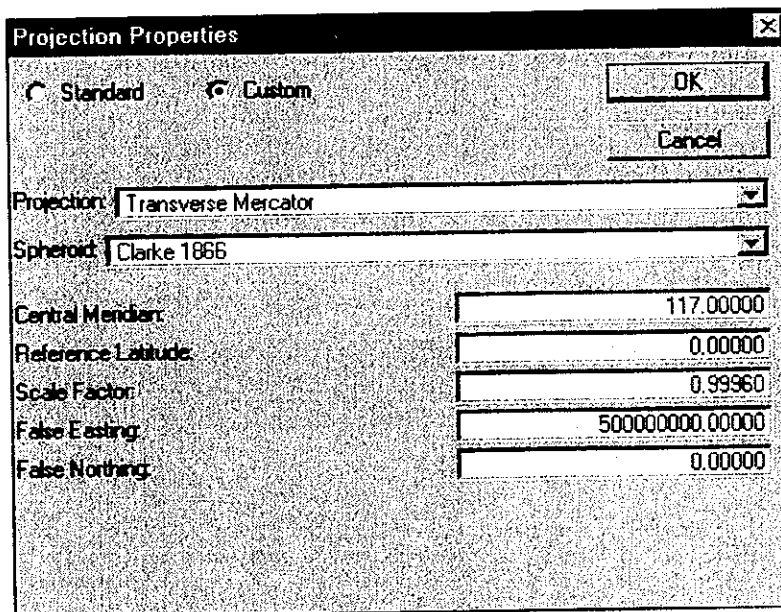 Projection Properties
Standard Custom OK
Cancel
Projection: Transverse Mercator
Spheroid: Clarke 1866
Central Meridian: 117.00000
Reference Latitude: 0.00000
Scale Factor: 0.99960
False Easting: 500000000.00000
False Northing: 0.00000